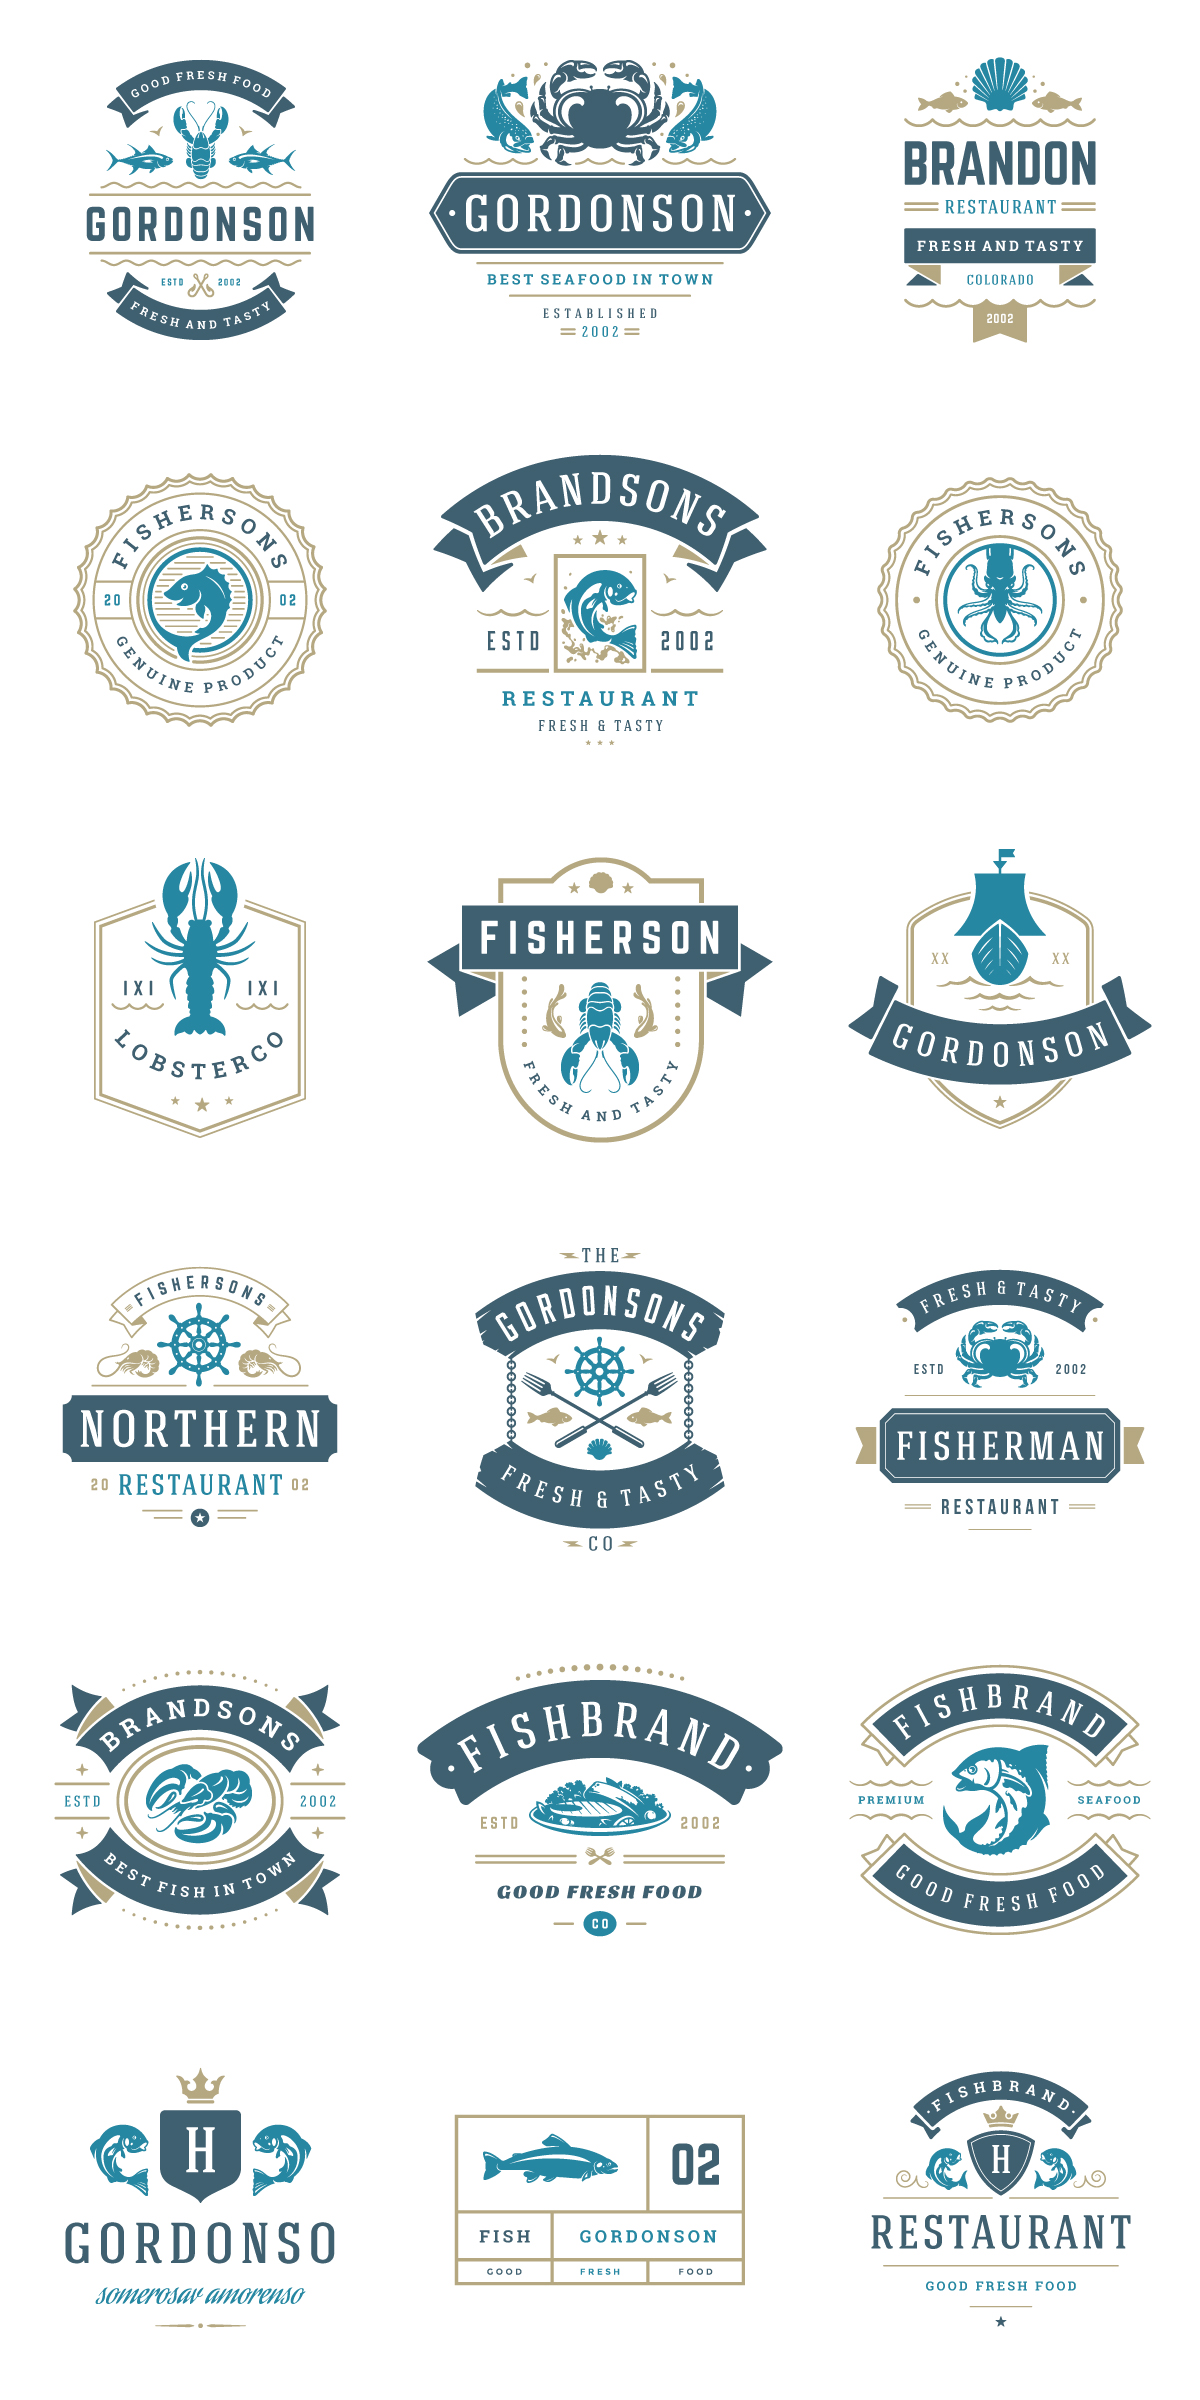 GOOD FRESH FOOD
GORDONSON
ESTD 2002
FRESH AND TASTY
GORDONSON
BEST SEAFOOD IN TOWN
ESTABLISHED
2002
BRANDON
RESTAURANT
FRESH AND TASTY
COLORADO
2002
FISHERSONS
20 02
GENUINE PRODUCT
BRANDSONS
ESTD 2002
RESTAURANT
FRESH & TASTY
FISHERSONS
GENUINE PRODUCT
IXI IXI
LOBSTERCO
FISHERSON
FRESH AND TASTY
XX XX
GORDONSON
FISHERSONS
NORTHERN
20 RESTAURANT 02
THE
GORDONSONS
FRESH & TASTY
CO
FRESH & TASTY
ESTD 2002
FISHERMAN
RESTAURANT
BRANDSONS
ESTD 2002
BEST FISH IN TOWN
FISHBRAND
ESTD 2002
GOOD FRESH FOOD
CO
FISHBRAND
PREMIUM SEAFOOD
GOOD FRESH FOOD
H
GORDONSO
somerosav amorenso
02
FISH GORDONSON
GOOD FRESH FOOD
FISHBRAND
H
RESTAURANT
GOOD FRESH FOOD